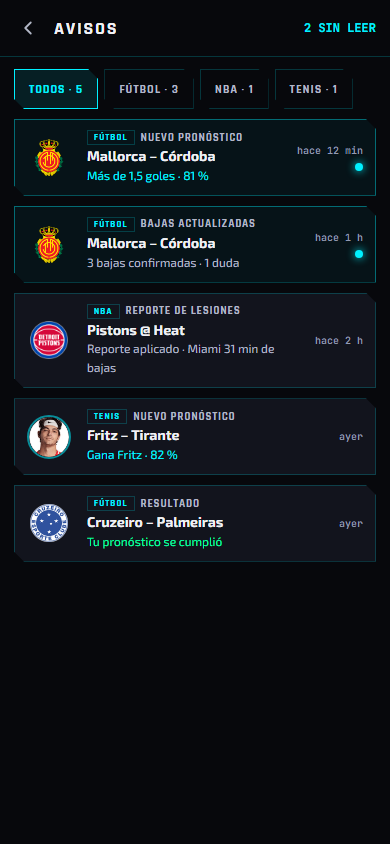 AVISOS
2 SIN LEER
TODOS · 5
FÚTBOL · 3
NBA · 1
TENIS · 1
FÚTBOL NUEVO PRONÓSTICO
Mallorca – Córdoba
Más de 1,5 goles · 81 %
hace 12 min
FÚTBOL BAJAS ACTUALIZADAS
Mallorca – Córdoba
3 bajas confirmadas · 1 duda
hace 1 h
DETROIT
PISTONS
NBA REPORTE DE LESIONES
Pistons @ Heat
Reporte aplicado · Miami 31 min de
bajas
hace 2 h
TENIS NUEVO PRONÓSTICO
Fritz – Tirante
Gana Fritz · 82 %
ayer
CRUZEIRO
ESPORTE CLUBE
FÚTBOL RESULTADO
Cruzeiro – Palmeiras
Tu pronóstico se cumplió
ayer